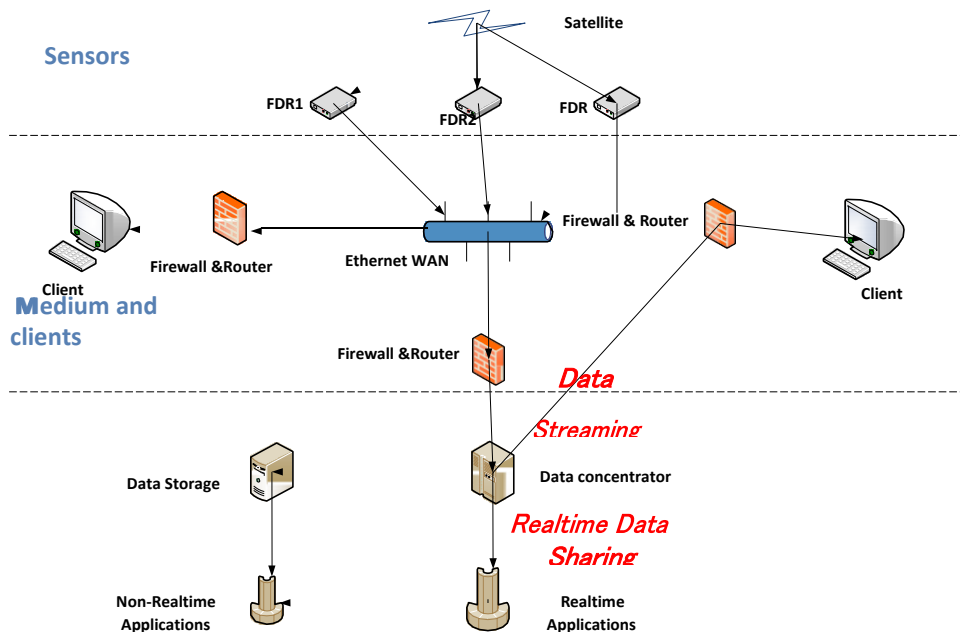 Satellite
Sensors
FDR1
FDR2
FDR
Firewall & Router
Ethernet WAN
Firewall &Router
Client
Client
Medium and
clients
Firewall &Router
Data
Streaming
Data Storage
Data concentrator
Realtime Data
Sharing
Non-Realtime
Applications
Realtime
Applications